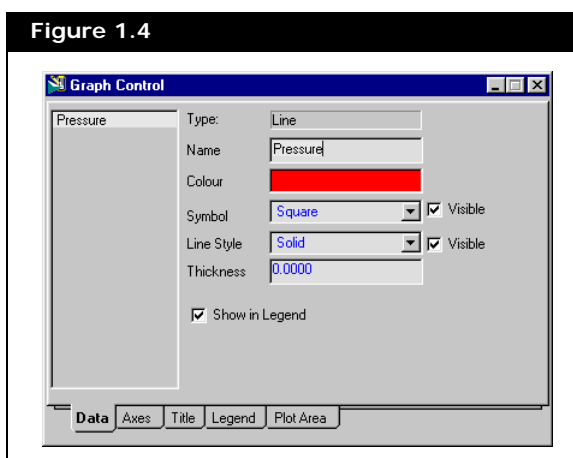 Figure 1.4
Graph Control
Pressure
Type: Line
Name Pressure
Colour
Symbol Square Visible
Line Style Solid Visible
Thickness 0.0000
Show in Legend
Data Axes Title Legend Plot Area